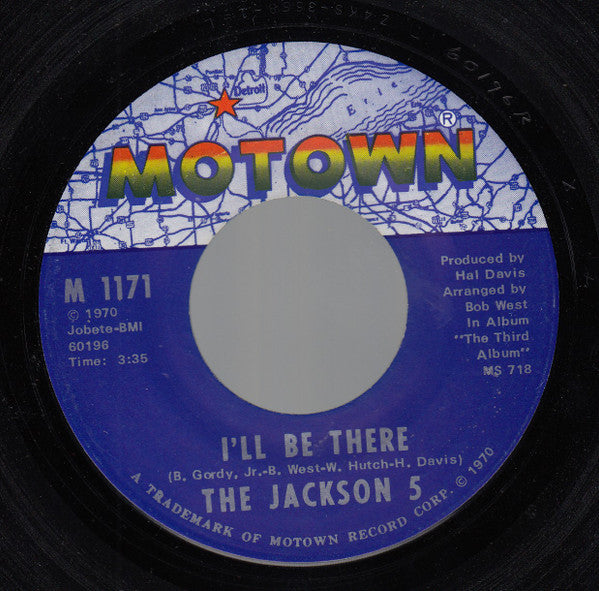 Detroit
ERIE
MOTOWN®
M 1171
© 1970
Jobete-BMI
60196
Time: 3:35
Produced by
Hal Davis
Arranged by
Bob West
In Album
"The Third
Album"
MS 718
I'LL BE THERE
(B. Gordy, Jr.-B. West-W. Hutch-H. Davis)
THE JACKSON 5
A TRADEMARK OF MOTOWN RECORD CORP. © 1970